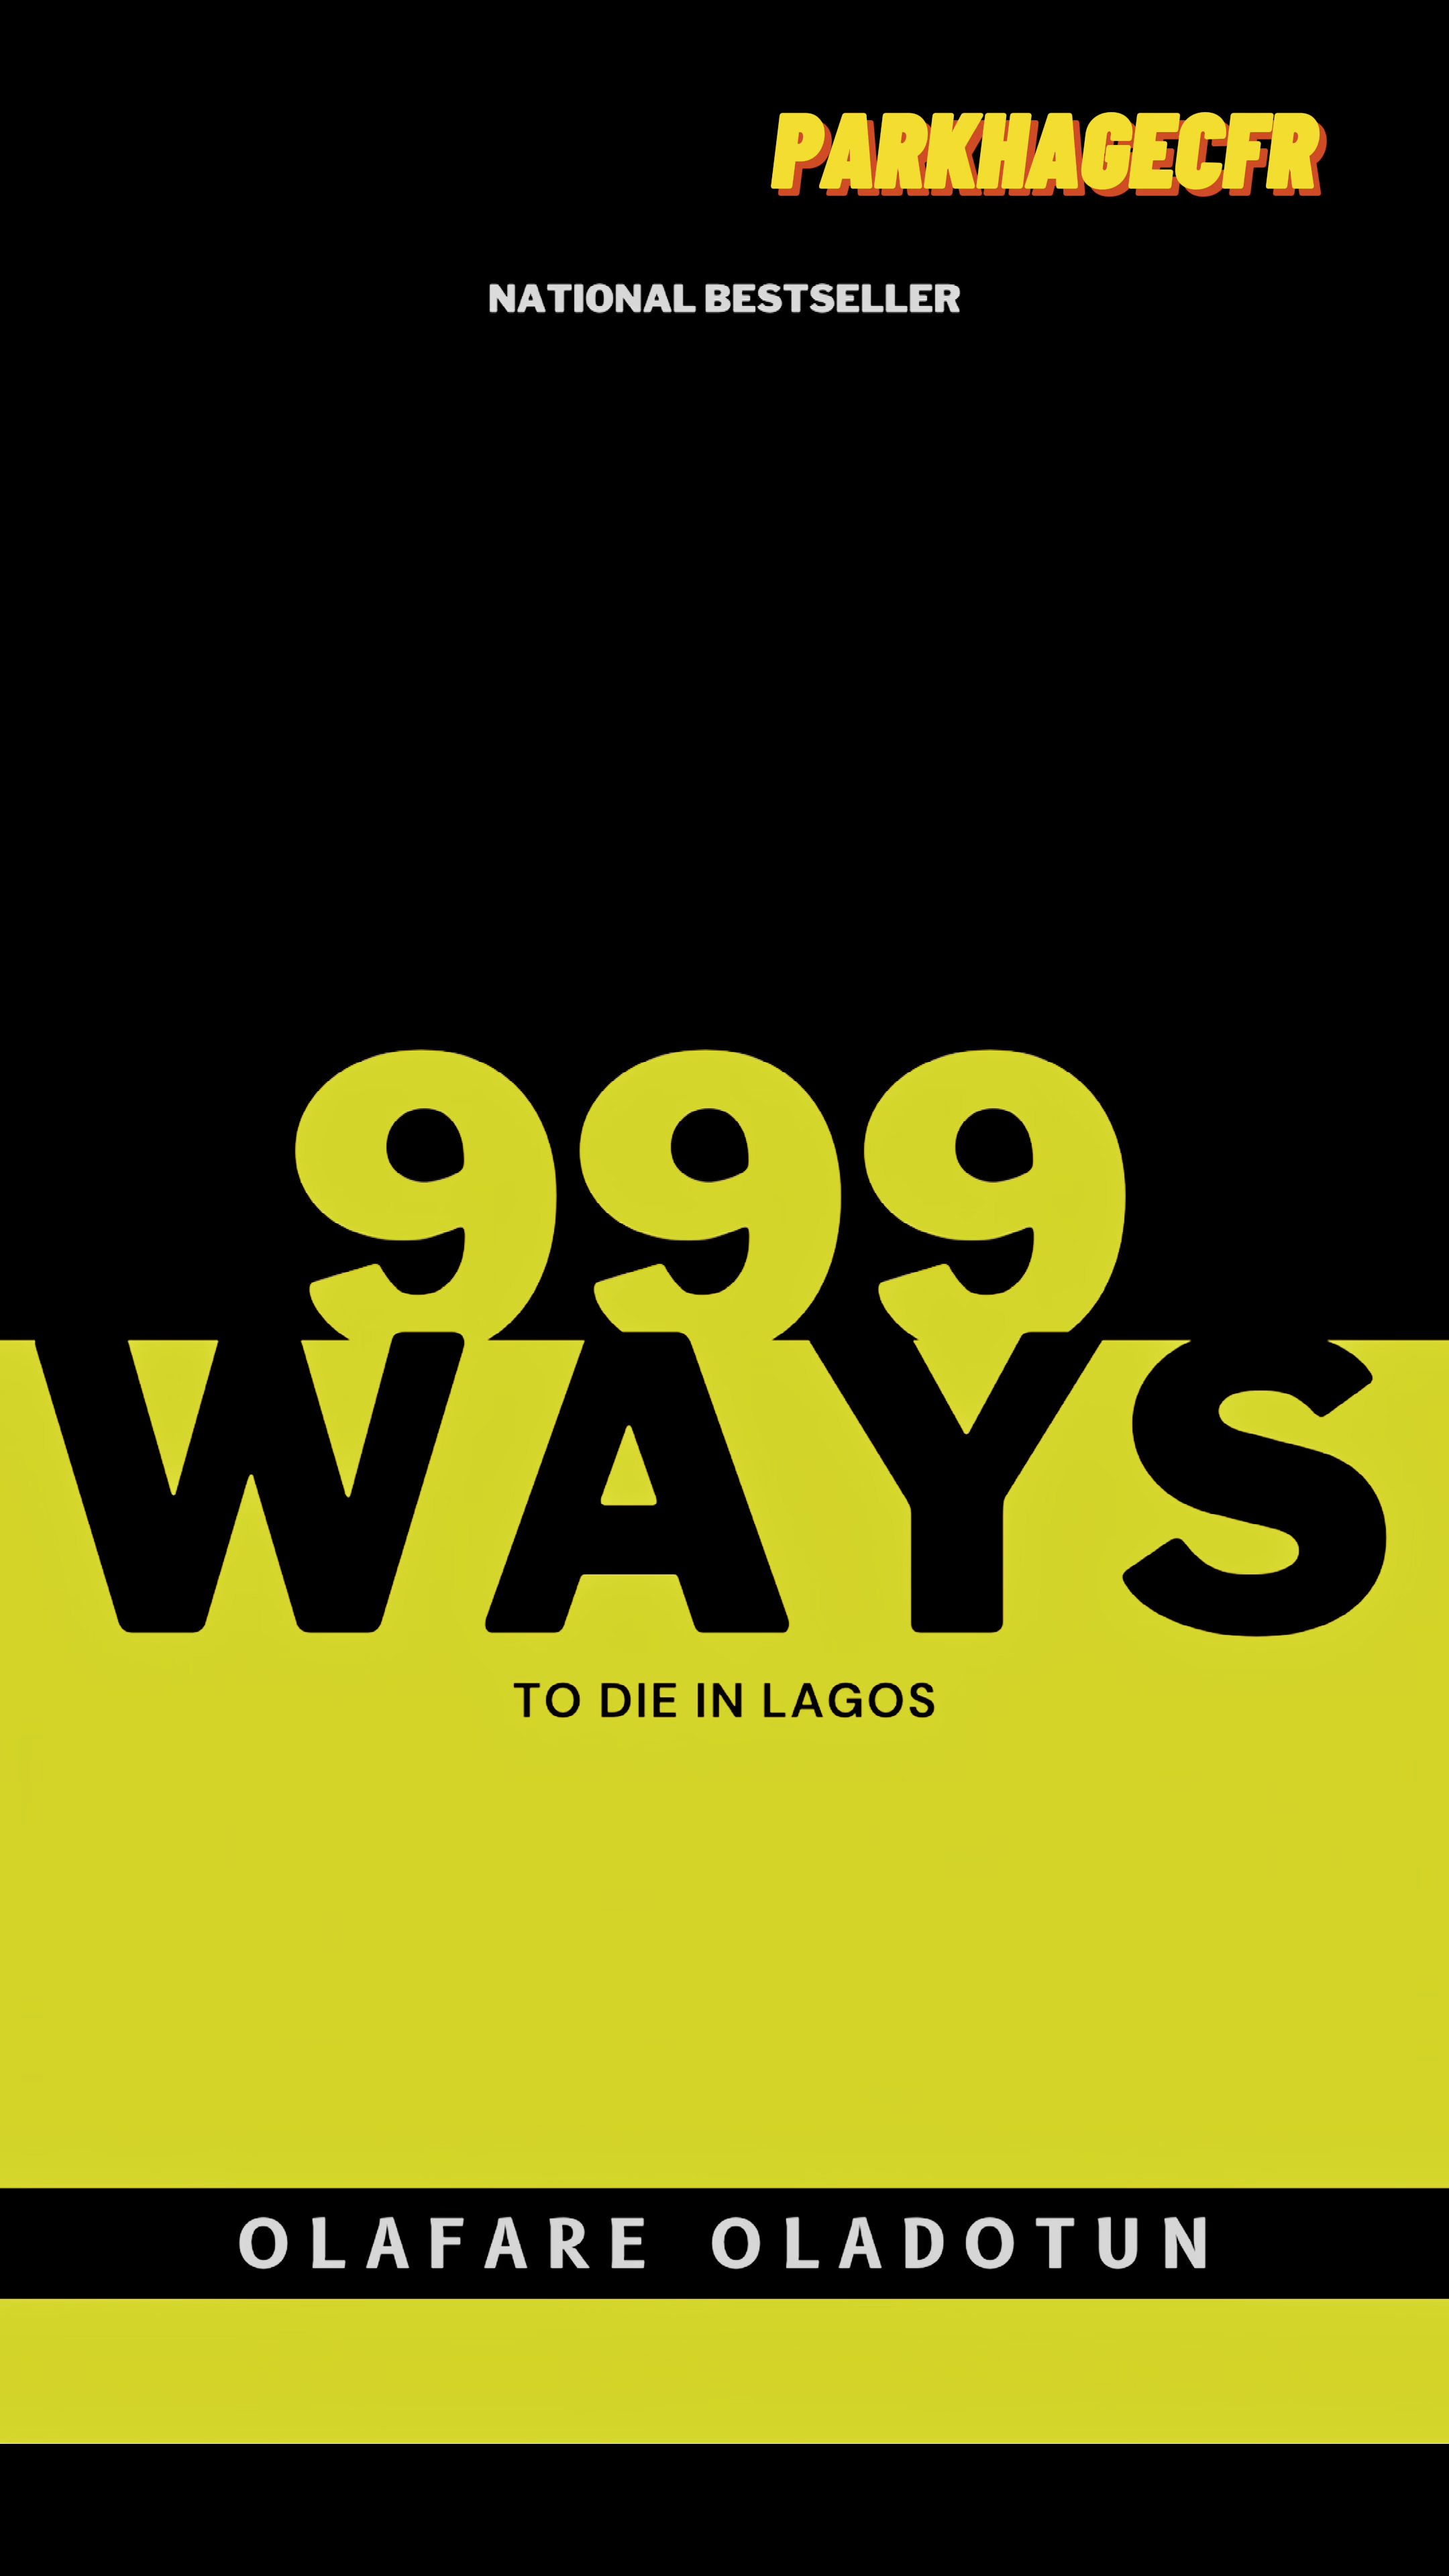 PARKHAGECFR
NATIONAL BESTSELLER
999
WAYS
TO DIE IN LAGOS
OLAFARE OLADOTUN